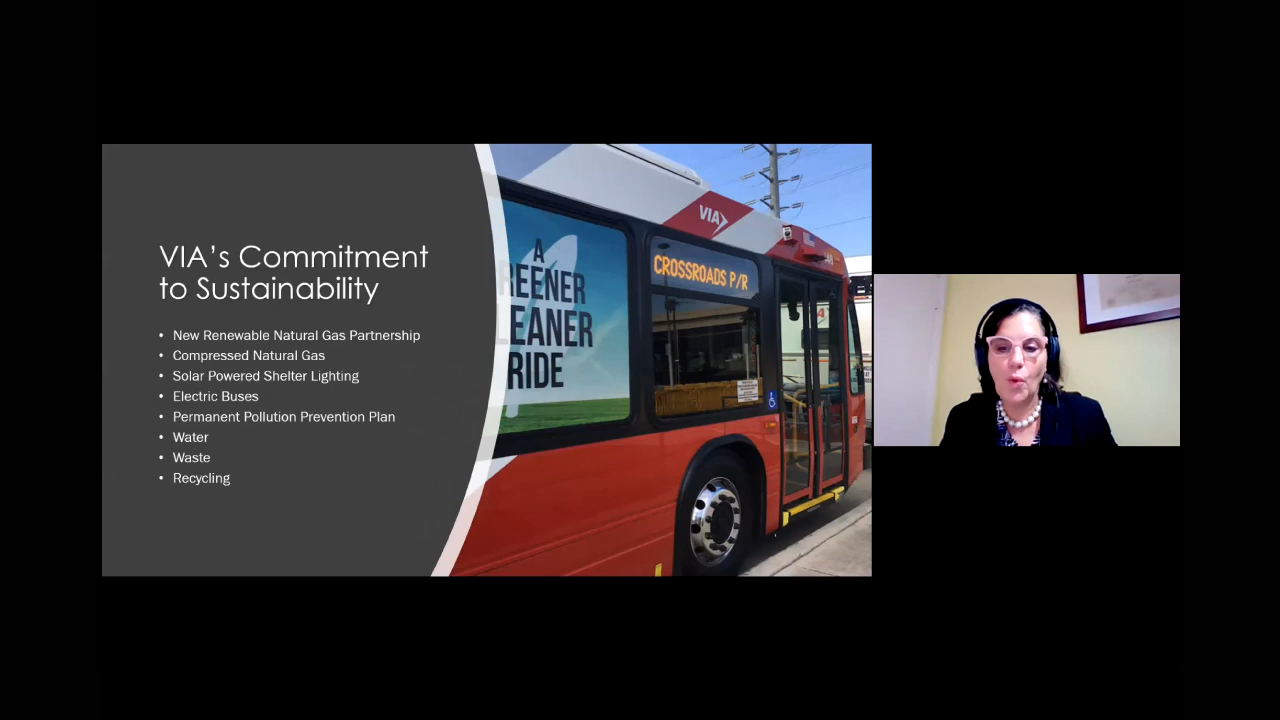 VIA's Commitment
to Sustainability
• New Renewable Natural Gas Partnership
• Compressed Natural Gas
• Solar Powered Shelter Lighting
• Electric Buses
• Permanent Pollution Prevention Plan
• Water
• Waste
• Recycling
VIA
CROSSROADS P/R
A
REENER
LEANER
RIDE